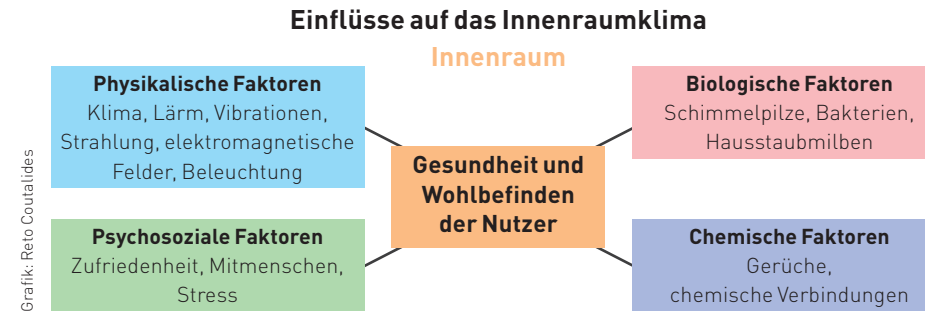 Einflüsse auf das Innenraumklima
Innenraum
Physikalische Faktoren
Klima, Lärm, Vibrationen,
Strahlung, elektromagnetische
Felder, Beleuchtung
Biologische Faktoren
Schimmelpilze, Bakterien,
Hausstaubmilben
Gesundheit und
Wohlbefinden
der Nutzer
Psychosoziale Faktoren
Zufriedenheit, Mitmenschen,
Stress
Chemische Faktoren
Gerüche,
chemische Verbindungen
Grafik: Reto Coutalides